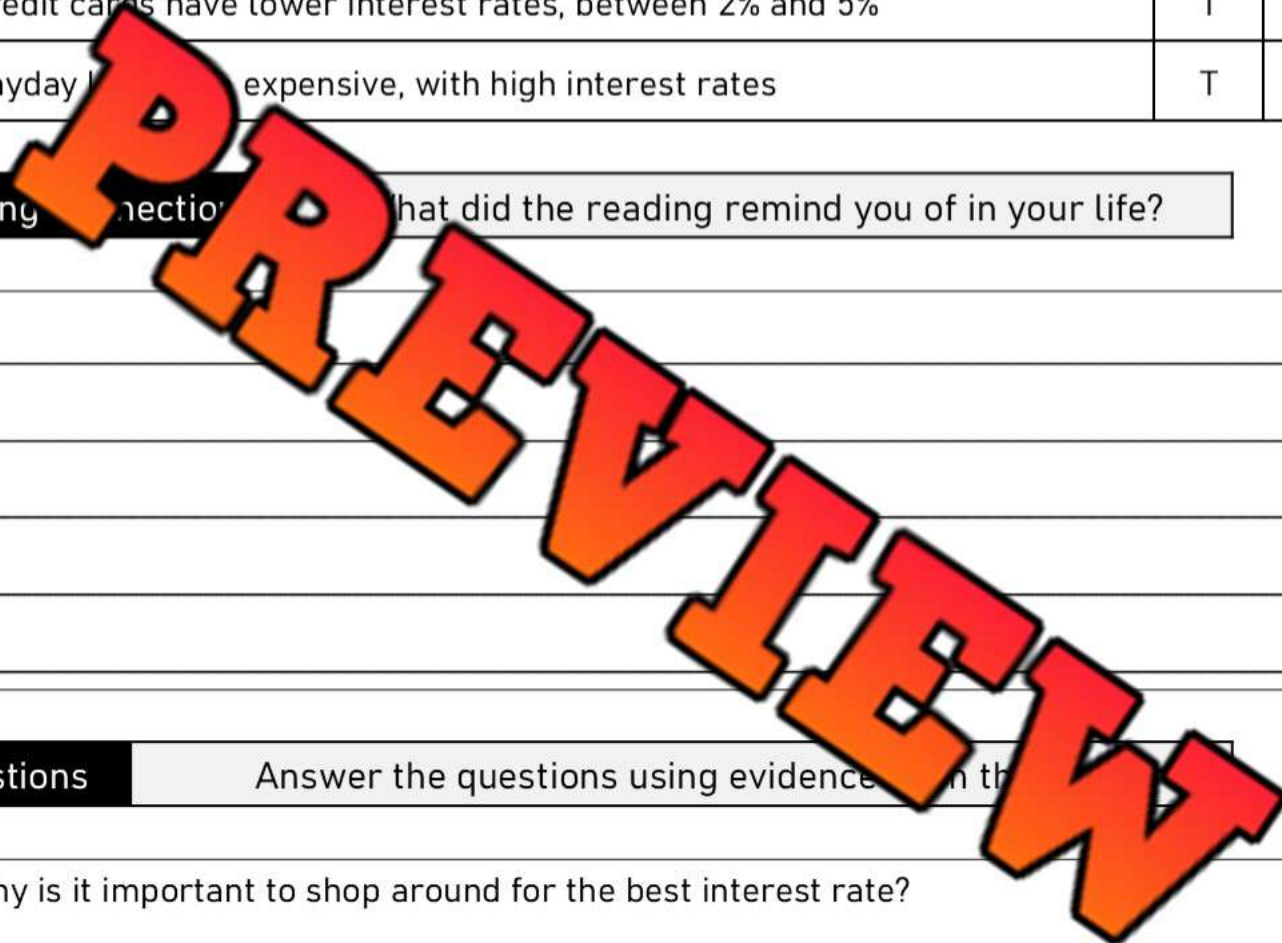 have lower interest rates, between 2% and 5% T
expensive, with high interest rates T
hat did the reading remind you of in your life?
PREVIEW
Answer the questions using evidence
is it important to shop around for the best interest rate?